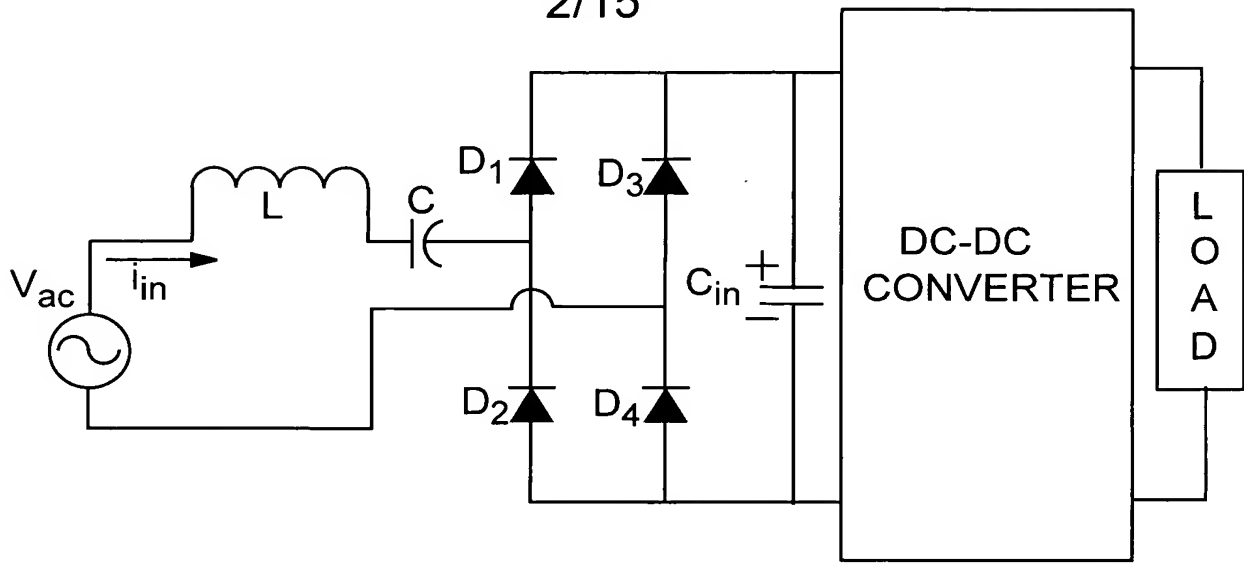 2/15
D1
D3
L
C
Vac
iin
Cin
+
DC-DC
CONVERTER
L
O
A
D
D2
D4